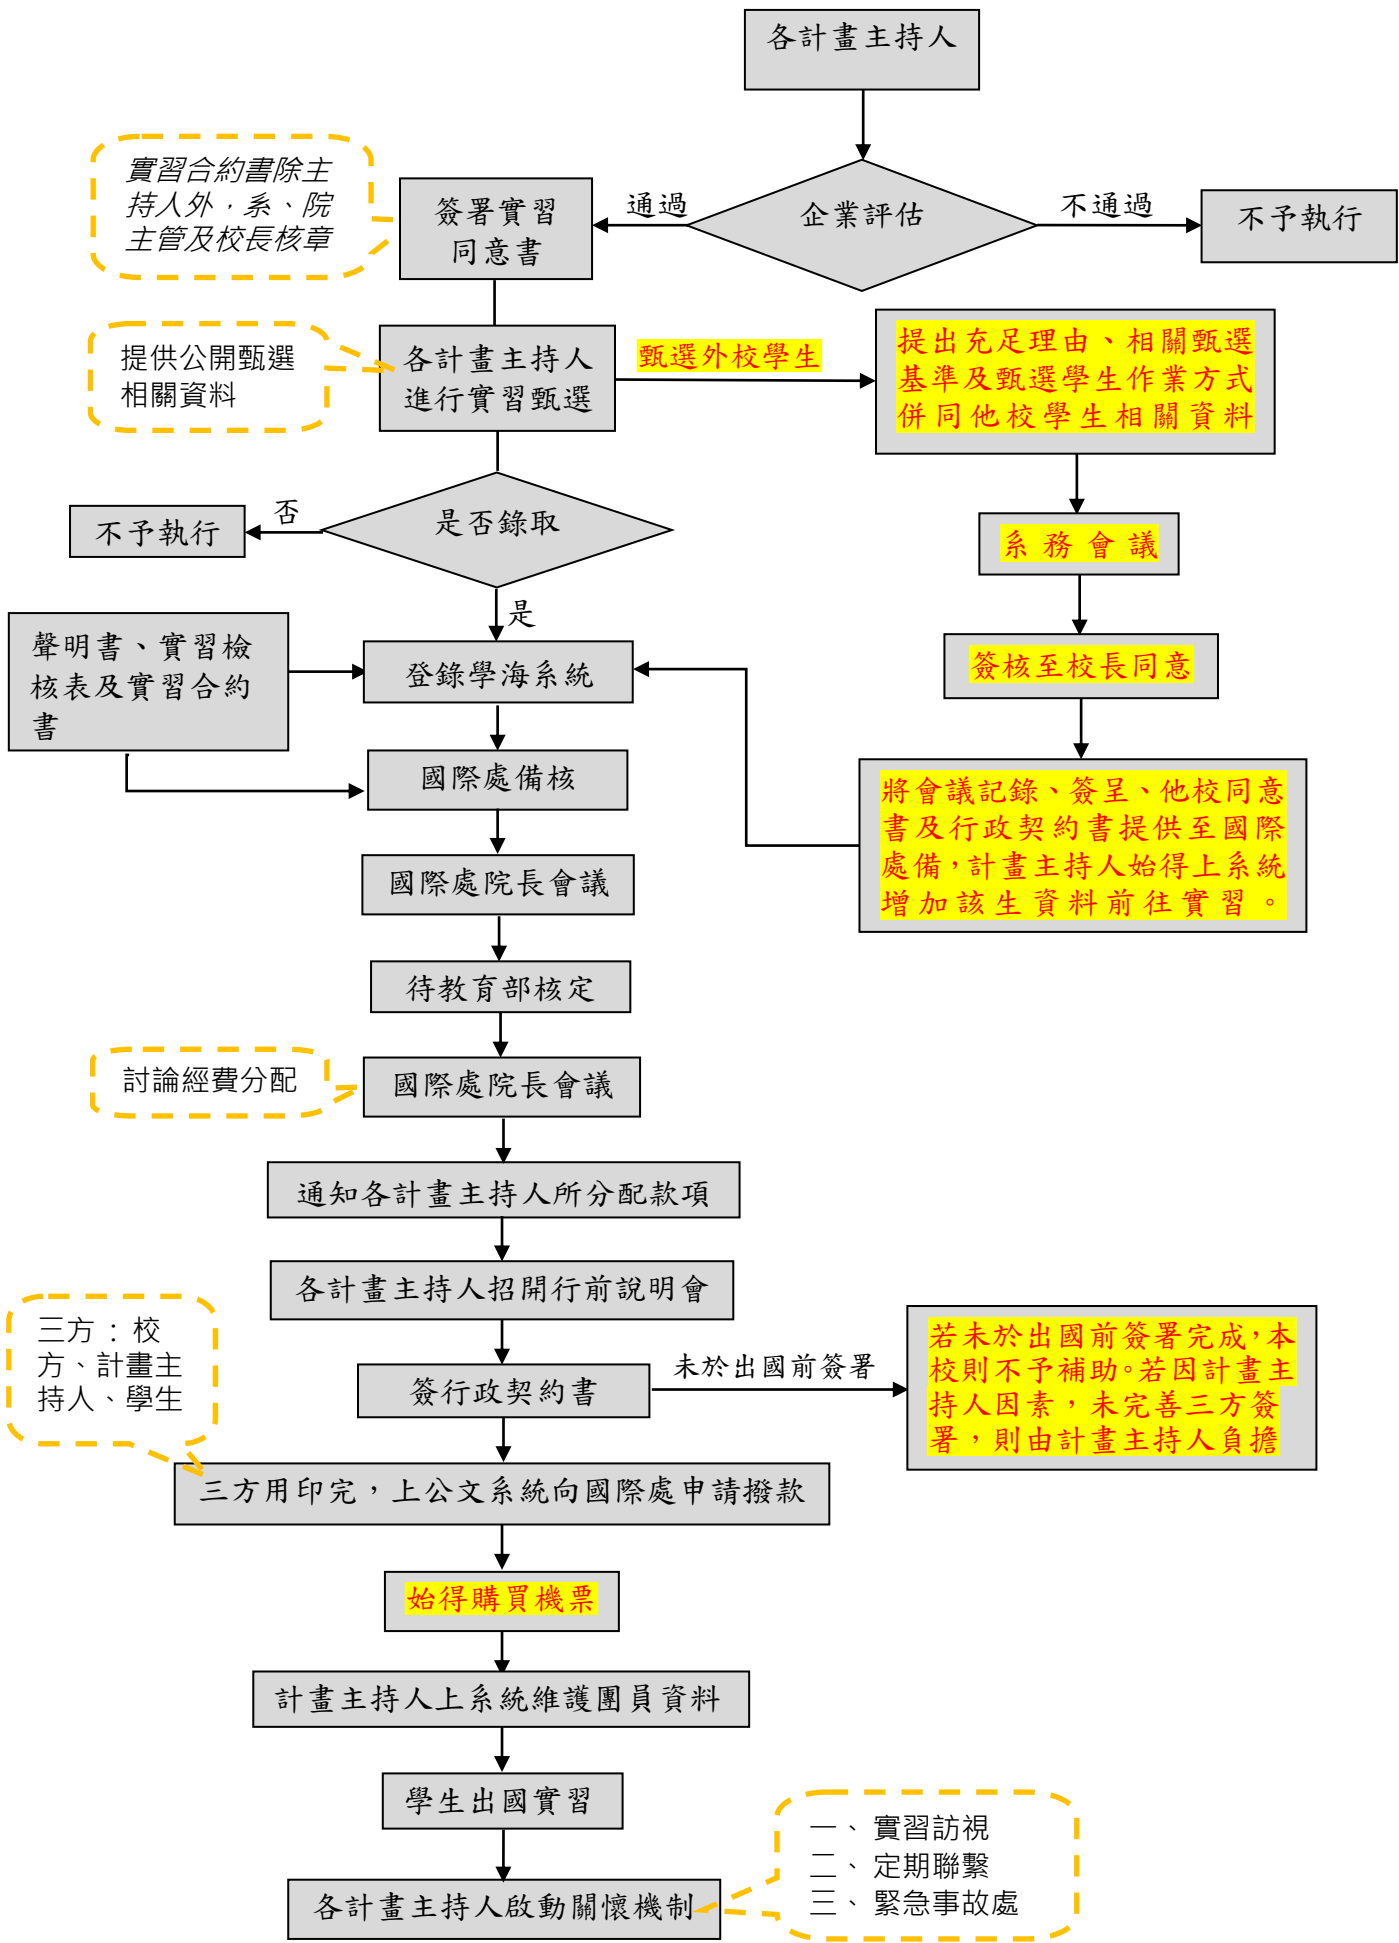 各計畫主持人
實習合約書除主
持人外，系、院
主管及校長核章
簽署實習
同意書
通過
企業評估
不通過
不予執行
提供公開甄選
相關資料
各計畫主持人
進行實習甄選
甄選外校學生
提出充足理由、相關甄選
基準及甄選學生作業方式
併同他校學生相關資料
不予執行
否
是否錄取
系務會議
是
聲明書、實習檢
核表及實習合約
書
登錄學海系統
簽核至校長同意
國際處備核
將會議記錄、簽呈、他校同意
書及行政契約書提供至國際
處備，計畫主持人始得上系統
增加該生資料前往實習。
國際處院長會議
待教育部核定
討論經費分配
國際處院長會議
通知各計畫主持人所分配款項
各計畫主持人招開行前說明會
三方：校
方、計畫主
持人、學生
簽行政契約書
未於出國前簽署
若未於出國前簽署完成，本
校則不予補助。若因計畫主
持人因素，未完善三方簽
署，則由計畫主持人負擔
三方用印完，上公文系統向國際處申請撥款
始得購買機票
計畫主持人上系統維護團員資料
學生出國實習
各計畫主持人啟動關懷機制
一、實習訪視
二、定期聯繫
三、緊急事故處